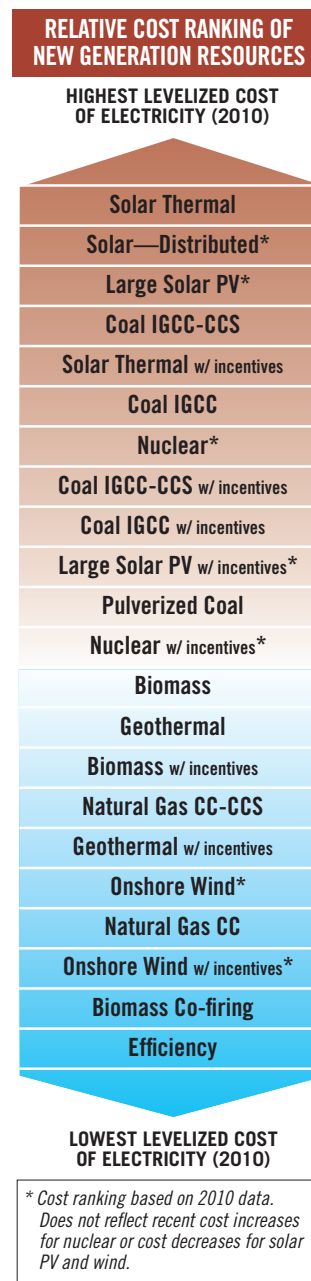 RELATIVE COST RANKING OF
NEW GENERATION RESOURCES
HIGHEST LEVELIZED COST
OF ELECTRICITY (2010)
Solar Thermal
Solar—Distributed*
Large Solar PV*
Coal IGCC-CCS
Solar Thermal w/ incentives
Coal IGCC
Nuclear*
Coal IGCC-CCS w/ incentives
Coal IGCC w/ incentives
Large Solar PV w/ incentives*
Pulverized Coal
Nuclear w/ incentives*
Biomass
Geothermal
Biomass w/ incentives
Natural Gas CC-CCS
Geothermal w/ incentives
Onshore Wind*
Natural Gas CC
Onshore Wind w/ incentives*
Biomass Co-firing
Efficiency
LOWEST LEVELIZED COST
OF ELECTRICITY (2010)
* Cost ranking based on 2010 data.
Does not reflect recent cost increases
for nuclear or cost decreases for solar
PV and wind.